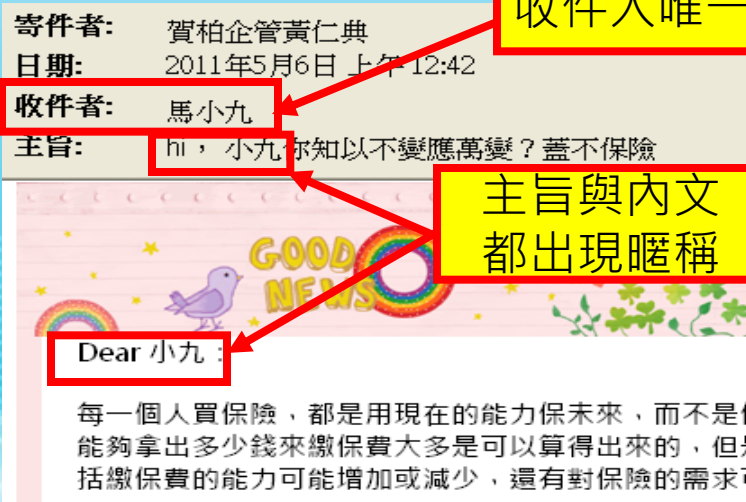 收件人唯一
寄件者: 賀柏企管黃仁典
日期: 2011年5月6日 上午 12:42
收件者: 馬小九
主旨: hi， 小九你知以不變應萬變？蓋不保險
主旨與內文
都出現暱稱
GOOD
NEWS
Dear 小九：
每一個人買保險，都是用現在的能力保未來，而不是
能夠拿出多少錢來繳保費大多是可以算得出來的，但
括繳保費的能力可能增加或減少，還有對保險的需求